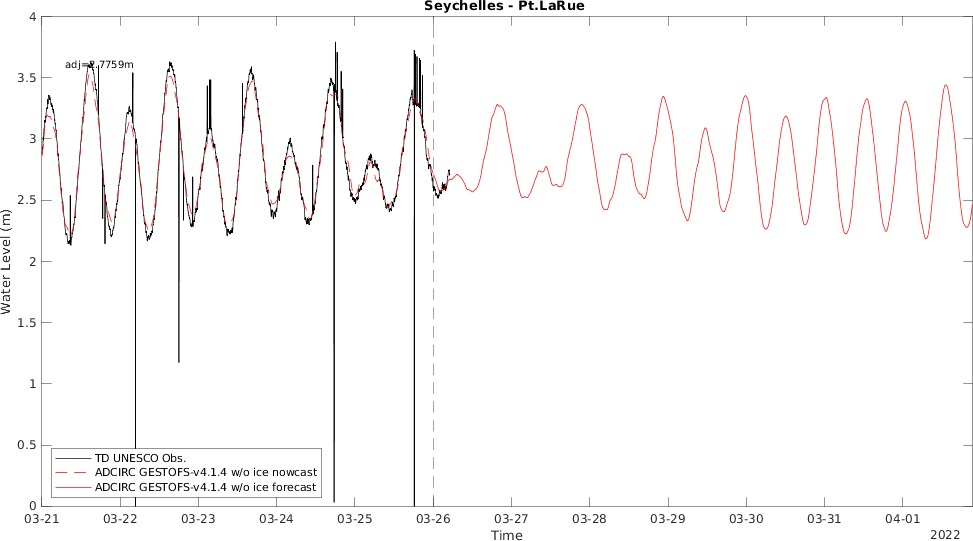 Seychelles - Pt.LaRue
adj=2.7759m
Water Level (m)
4
3.5
3
2.5
2
1.5
1
0.5
0
TD UNESCO Obs.
ADCIRC GESTOFS-v4.1.4 w/o ice nowcast
ADCIRC GESTOFS-v4.1.4 w/o ice forecast
03-21 03-22 03-23 03-24 03-25 03-26 03-27 03-28 03-29 03-30 03-31 04-01
Time
2022